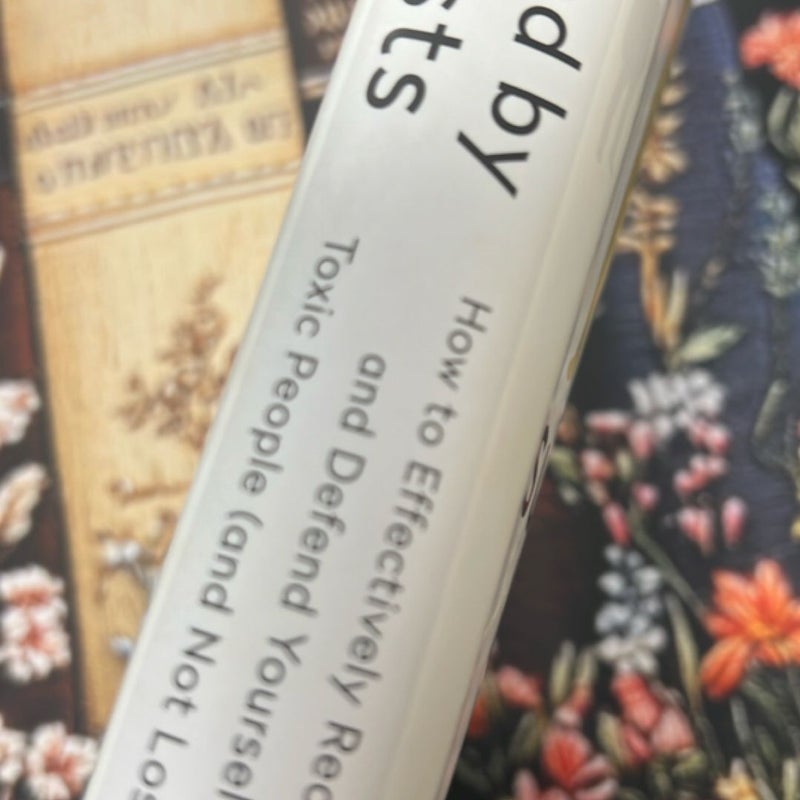 d by
sts
How to Effectively Rec
and Defend Yoursel
Toxic People (and Not Los